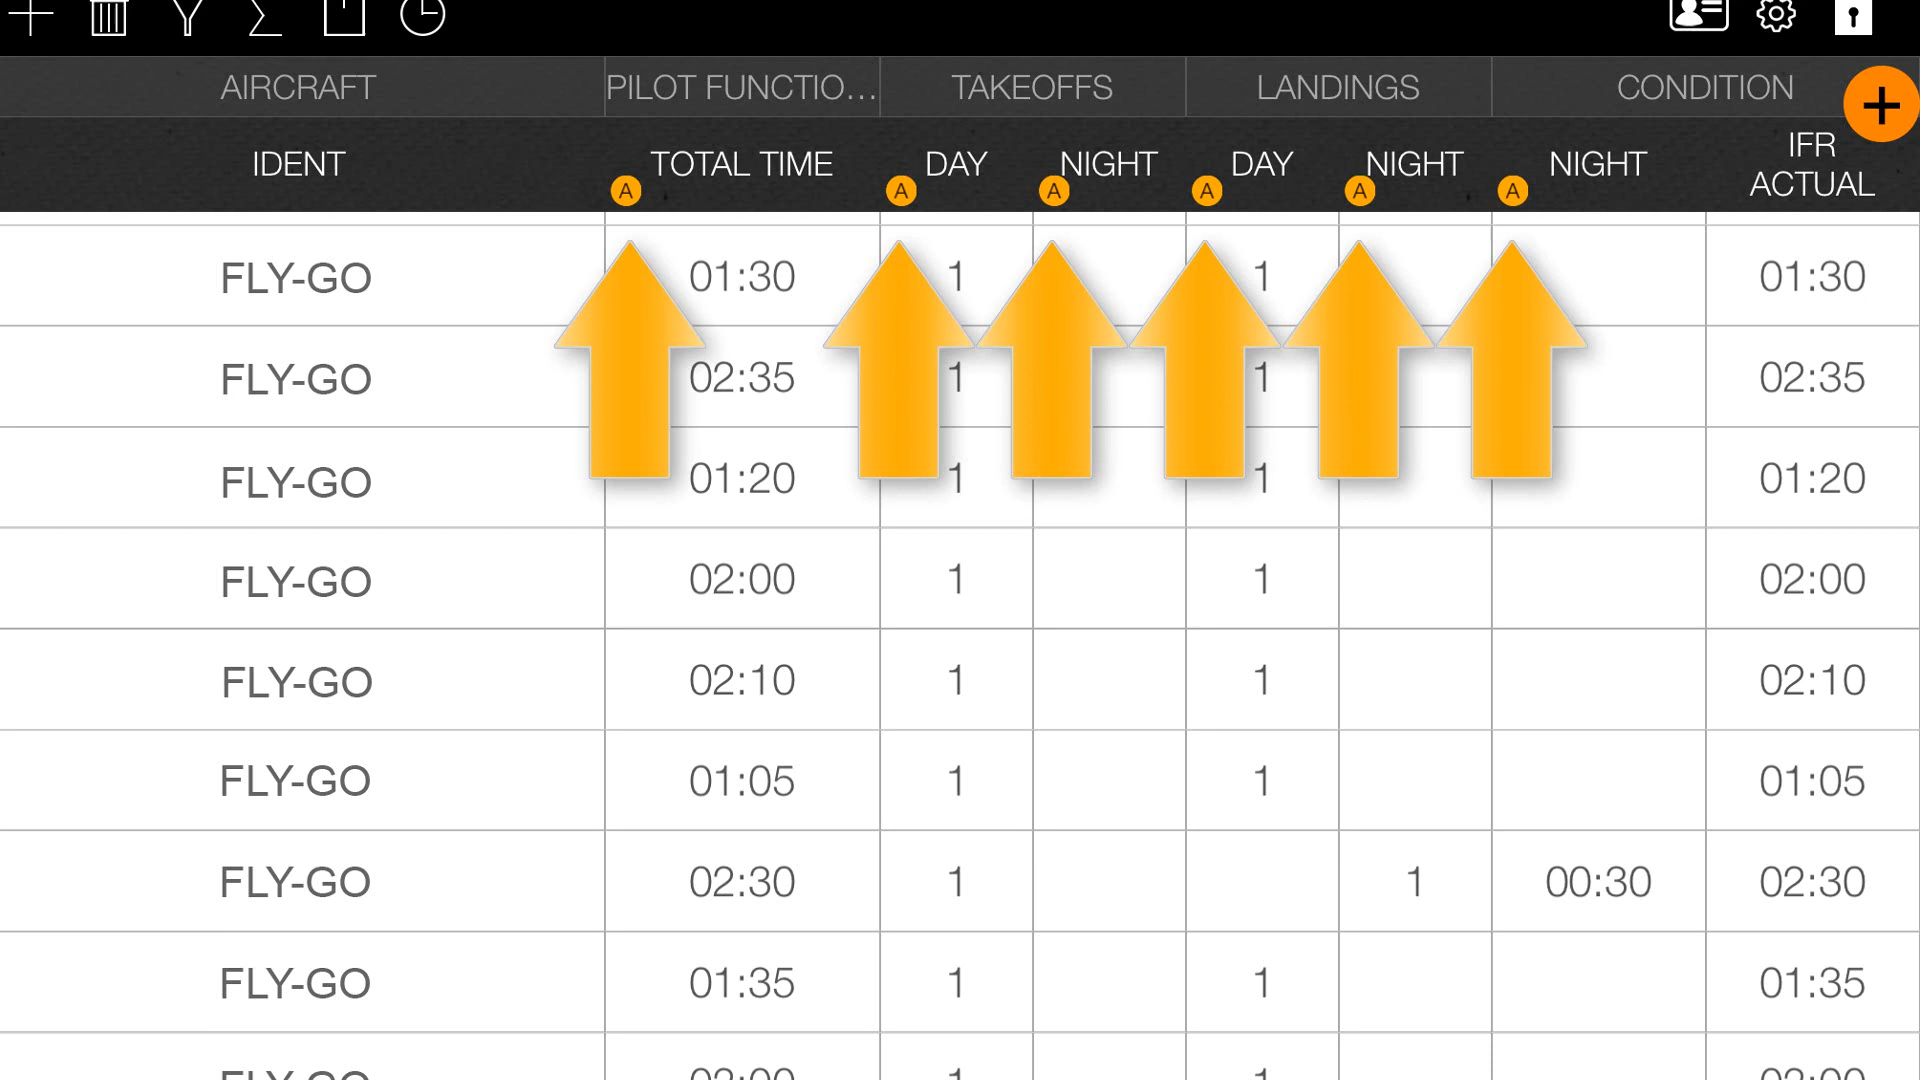 AIRCRAFT PILOT FUNCTIO... TAKEOFFS LANDINGS CONDITION
IDENT TOTAL TIME DAY NIGHT DAY NIGHT NIGHT IFR
ACTUAL
A A A A A A
FLY-GO 01:30 1 1 01:30
FLY-GO 02:35 1 1 02:35
FLY-GO 01:20 1 1 01:20
FLY-GO 02:00 1 1 02:00
FLY-GO 02:10 1 1 02:10
FLY-GO 01:05 1 1 01:05
FLY-GO 02:30 1 1 00:30 02:30
FLY-GO 01:35 1 1 01:35